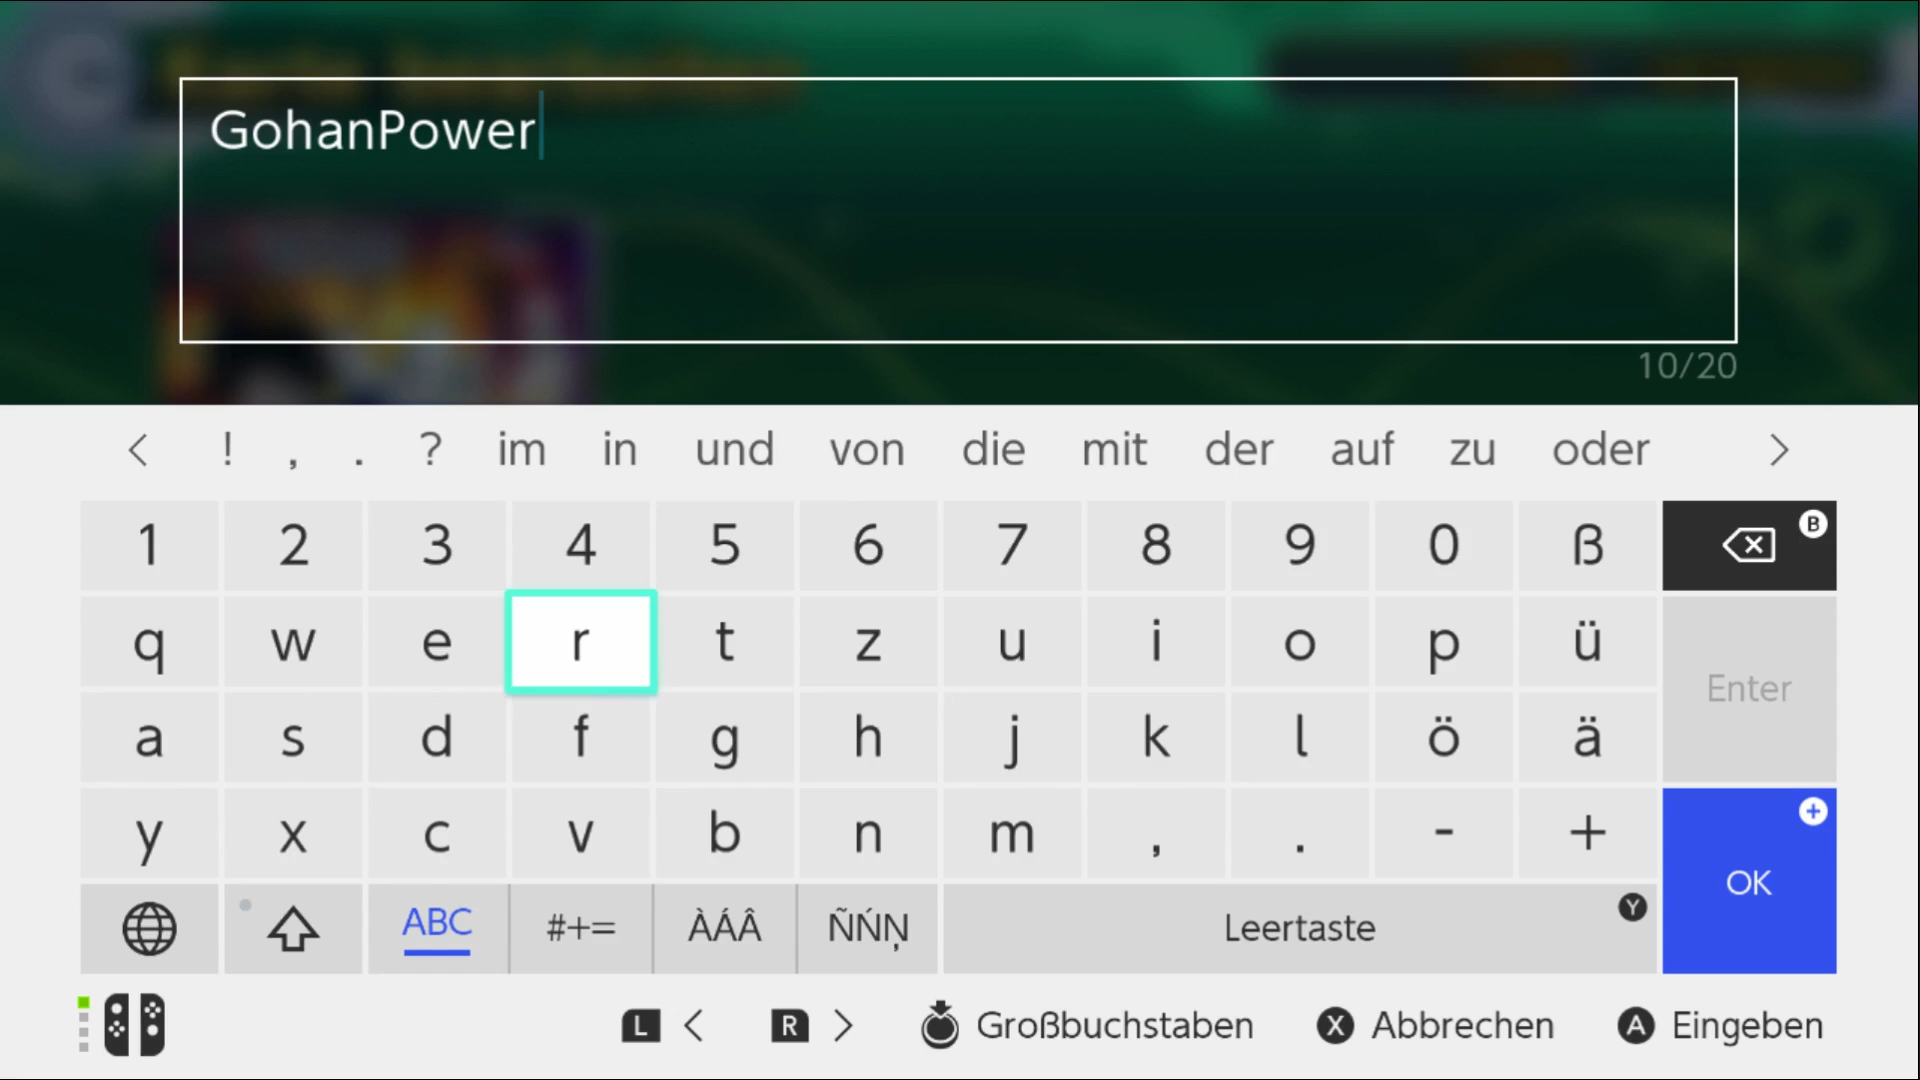 GohanPower
10/20
< ! , . ? im in und von die mit der auf zu oder >
1 2 3 4 5 6 7 8 9 0 ß B
q w e r t z u i o p ü Enter
a s d f g h j k l ö ä
y x c v b n m , . - + OK
ABC #+= ÀÁÂ ÑŃŅ Leertaste Y
L < R > Großbuchstaben X Abbrechen A Eingeben